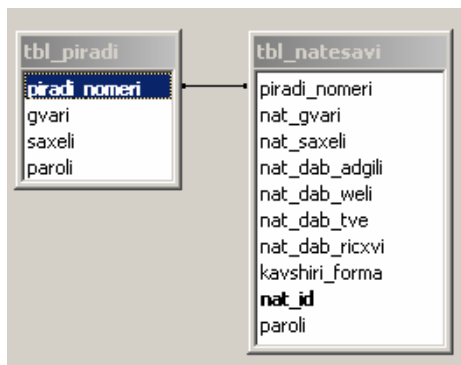 tbl_piradi
piradi_nomeri
gvari
saxeli
paroli
tbl_natesavi
piradi_nomeri
nat_gvari
nat_saxeli
nat_dab_adgili
nat_dab_weli
nat_dab_tve
nat_dab_ricxvi
kavshiri_forma
nat_id
paroli